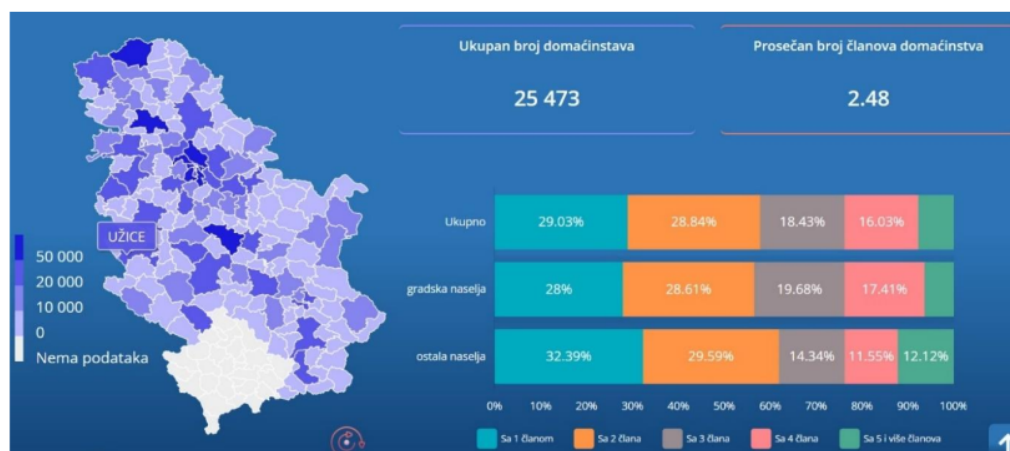 Ukupan broj domaćinstava
25 473
Prosečan broj članova domaćinstva
2.48
UŽICE
50 000
20 000
10 000
0
Nema podataka
Ukupno
29.03%
28.84%
18.43%
16.03%
gradska naselja
28%
28.61%
19.68%
17.41%
ostala naselja
32.39%
29.59%
14.34%
11.55%
12.12%
0%
10%
20%
30%
40%
50%
60%
70%
80%
90%
100%
Sa 1 članom
Sa 2 člana
Sa 3 člana
Sa 4 člana
Sa 5 i više članova